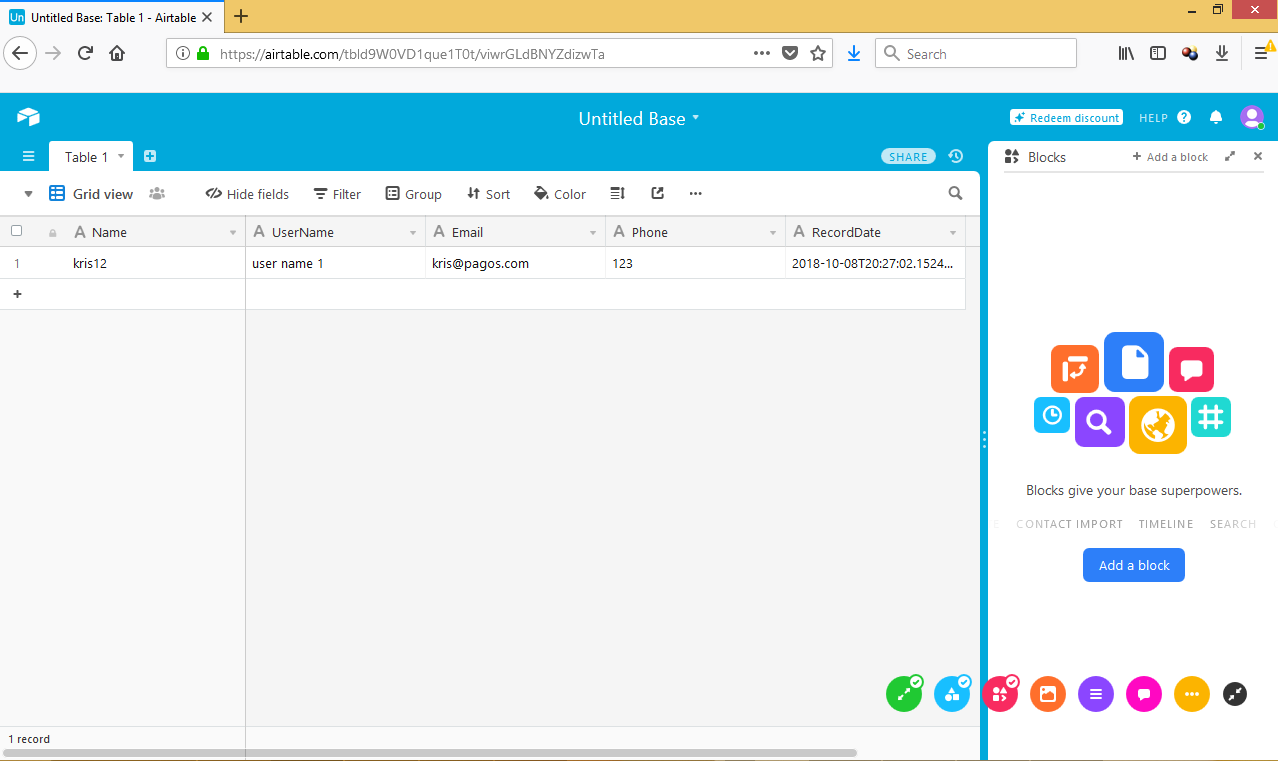 Un Untitled Base: Table 1 - Airtable
https://airtable.com/tbld9W0VD1que1T0t/viwrGLdBNYZdizwTa
Search
Untitled Base
Redeem discount
HELP ?
Table 1
SHARE
Blocks
+ Add a block
Grid view
Hide fields
Filter
Group
Sort
Color
A Name
A UserName
A Email
A Phone
A RecordDate
1 kris12 user name 1 kris@pagos.com 123 2018-10-08T20:27:02.1524...
+
Blocks give your base superpowers.
E CONTACT IMPORT TIMELINE SEARCH
Add a block
1 record